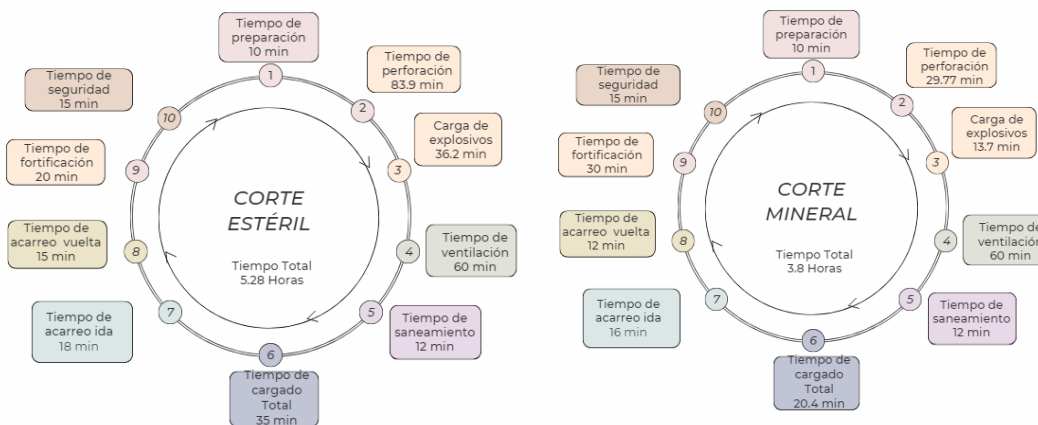 Tiempo de
preparación
10 min
1
Tiempo de
perforación
83.9 min
2
Carga de
explosivos
36.2 min
3
Tiempo de
ventilación
60 min
4
Tiempo de
saneamiento
12 min
5
Tiempo de
cargado
Total
35 min
6
Tiempo de
acarreo ida
18 min
7
Tiempo de
acarreo vuelta
15 min
8
Tiempo
de fortificación
20 min
9
Tiempo de
seguridad
15 min
10
CORTE
ESTÉRIL
Tiempo Total
5.28 Horas
Tiempo de
preparación
10 min
1
Tiempo de
perforación
29.77 min
2
Carga de
explosivos
13.7 min
3
Tiempo de
ventilación
60 min
4
Tiempo de
saneamiento
12 min
5
Tiempo de
cargado
Total
20.4 min
6
Tiempo de
acarreo ida
16 min
7
Tiempo de
acarreo vuelta
12 min
8
Tiempo
de fortificación
30 min
9
Tiempo de
seguridad
15 min
10
CORTE
MINERAL
Tiempo Total
3.8 Horas